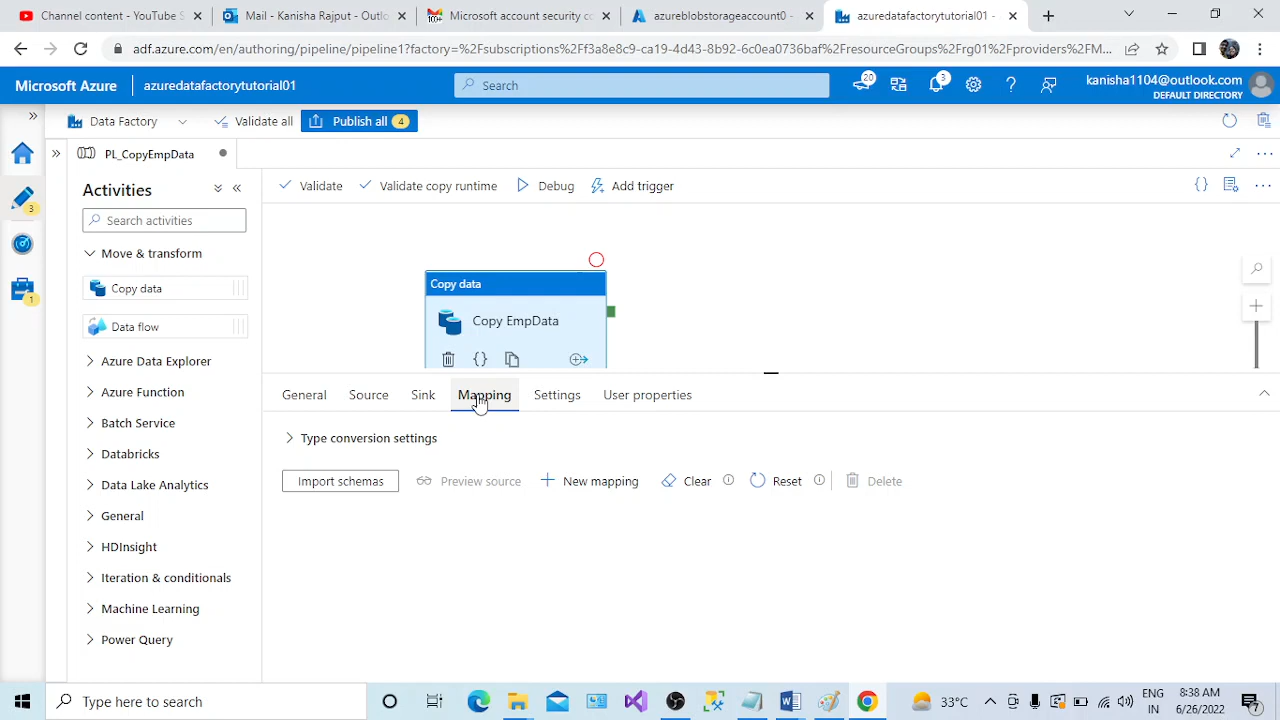 Channel content - YouTube S
Mail - Kanisha Rajput - Outlo
Microsoft account security co
azureblobstorageaccount0 -
azuredatafactorytutorial01 -
adf.azure.com/en/authoring/pipeline/pipeline1?factory=%2Fsubscriptions%2Ff3a8e8c9-ca19-4d43-8b92-dc0ea0736baf%2FresourceGroups%2Frg01%2Fproviders%2FM...
Microsoft Azure
azuredatafactorytutorial01
Search
20
3
kanisha1104@outlook.com
DEFAULT DIRECTORY
Data Factory
Validate all
Publish all 4
PL_CopyEmpData
Activities
Validate
Validate copy runtime
Debug
Add trigger
3
Search activities
Move & transform
Copy data
Data flow
1
Azure Data Explorer
Azure Function
Batch Service
Databricks
Data Lake Analytics
General
HDInsight
Iteration & conditionals
Machine Learning
Power Query
Copy data
Copy EmpData
General
Source
Sink
Mapping
Settings
User properties
Type conversion settings
Import schemas
Preview source
New mapping
Clear
Reset
Delete
Type here to search
33°C
ENG
IN
8:38 AM
6/26/2022
7